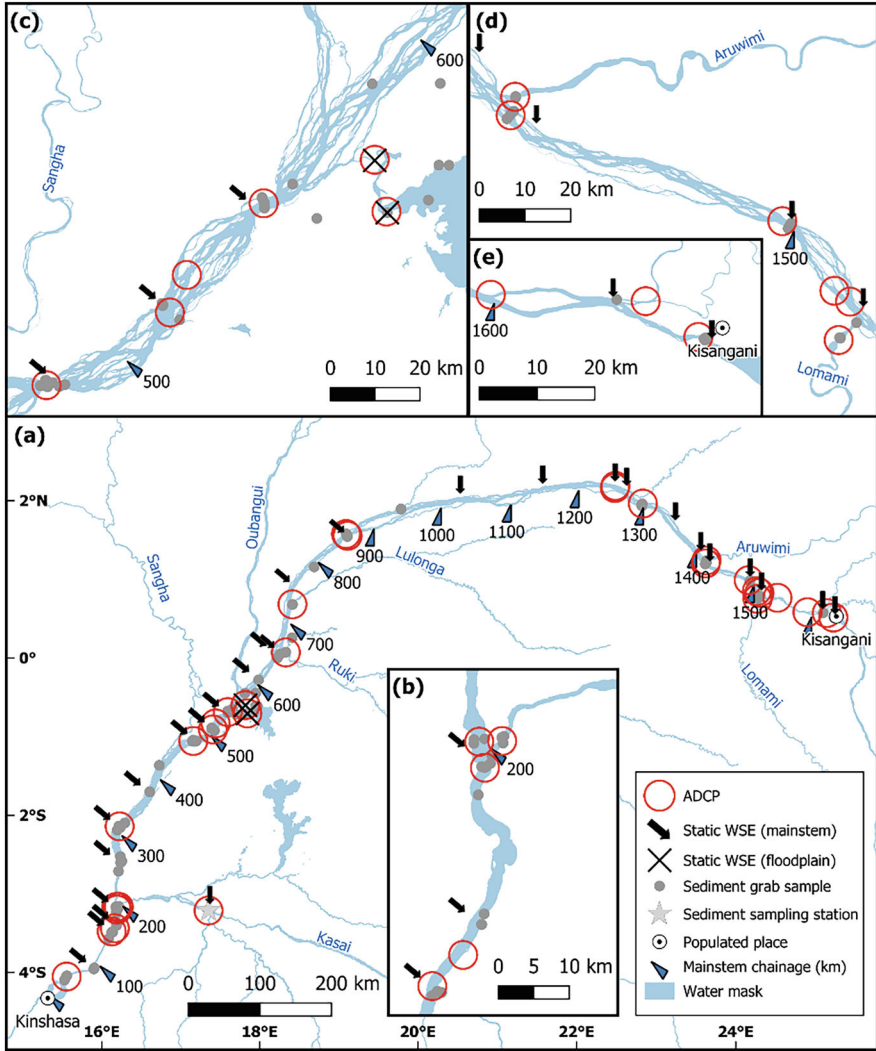 (c)
600
Sangha
500
0 10 20 km
(d)
Aruwimi
0 10 20 km
1500
Lomami
(e)
1600
Kisangani
0 10 20 km
(a)
2°N
0°
2°S
4°S
Oubangui
Sangha
Lulonga
Ruki
Kasai
Aruwimi
Lomami
Kisangani
Kinshasa
100
200
300
400
500
600
700
800
900
1000
1100
1200
1300
1400
1500
0 100 200 km
16°E
18°E
20°E
22°E
24°E
(b)
200
0 5 10 km
ADCP
Static WSE (mainstem)
Static WSE (floodplain)
Sediment grab sample
Sediment sampling station
Populated place
Mainstem chainage (km)
Water mask